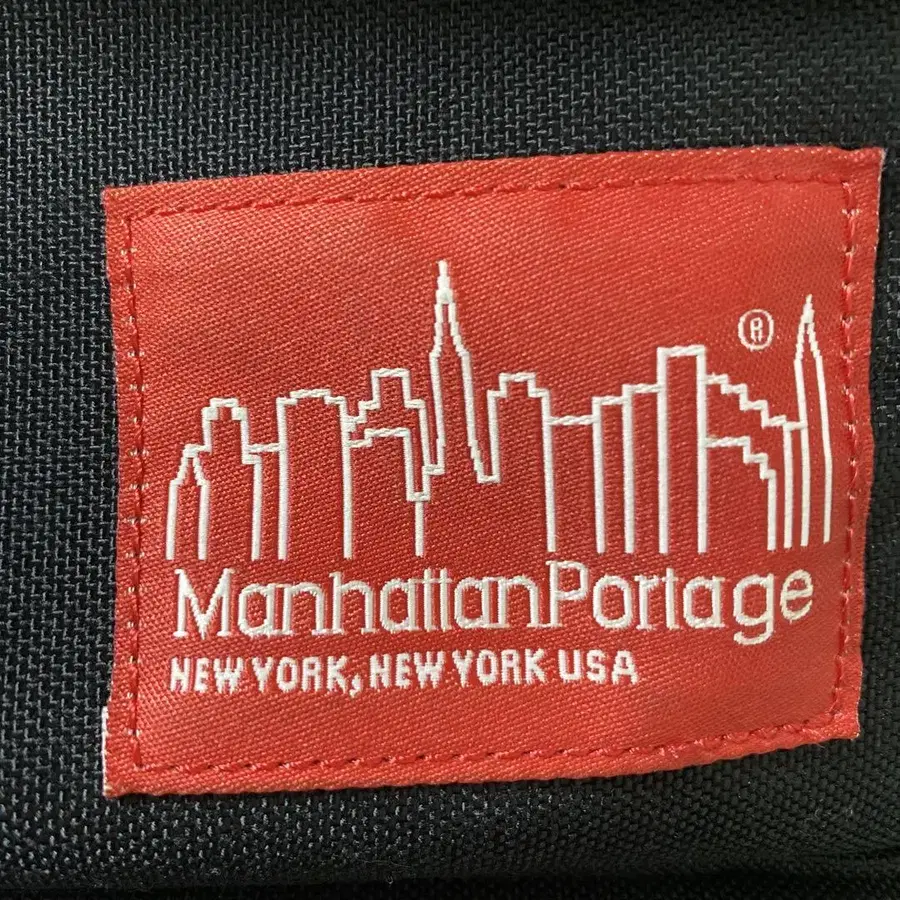 ®
ManhattanPortage
NEW YORK, NEW YORK USA